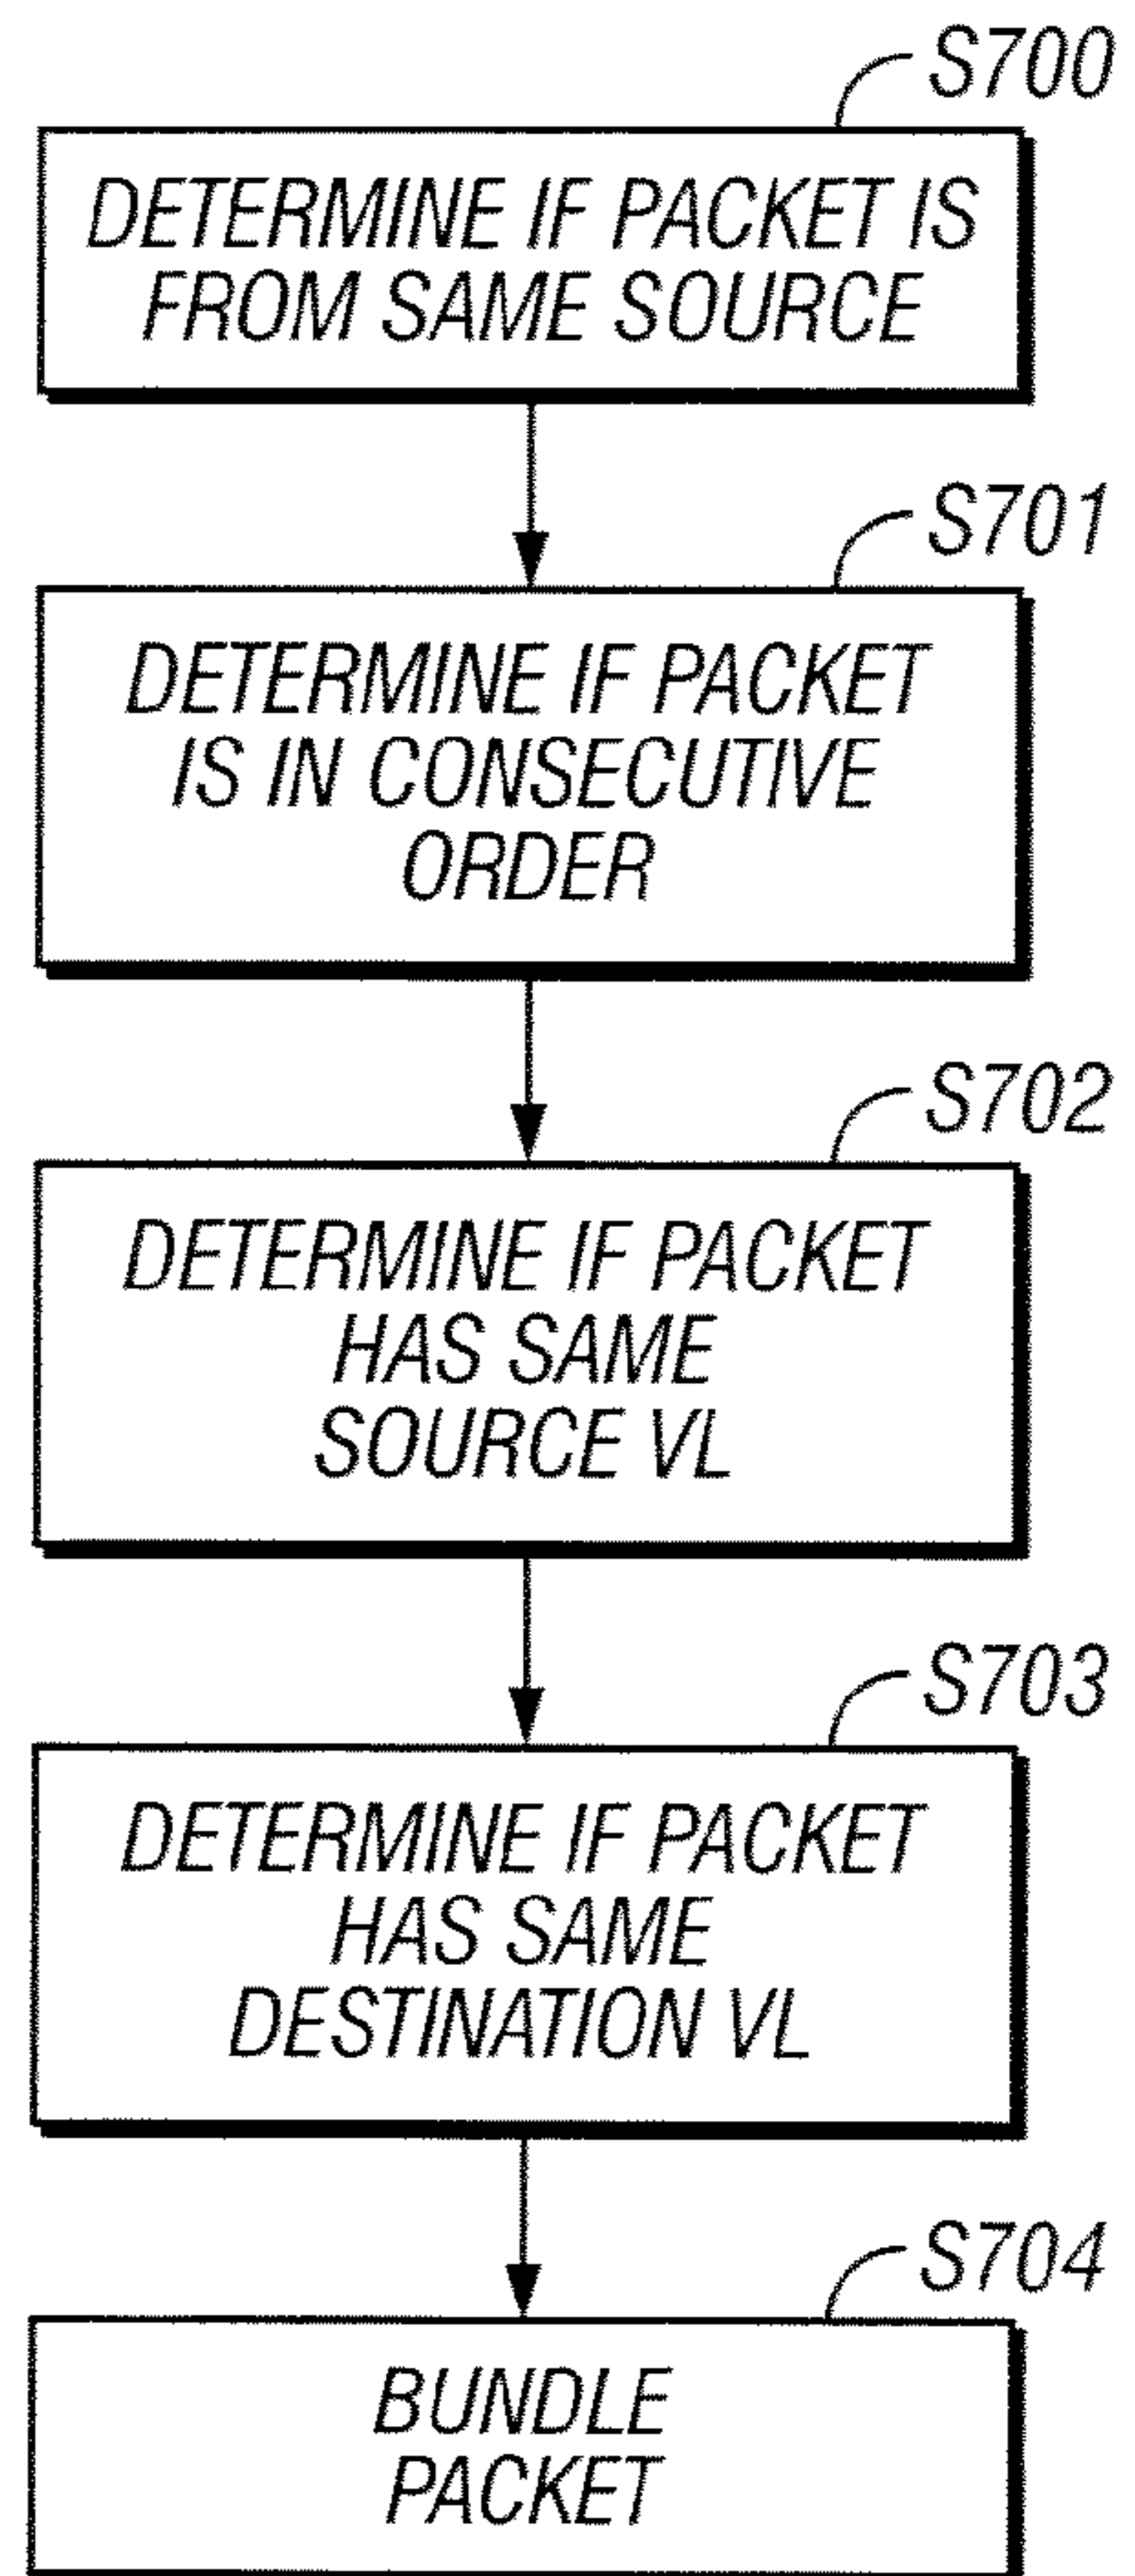 S700
DETERMINE IF PACKET IS
FROM SAME SOURCE
S701
DETERMINE IF PACKET
IS IN CONSECUTIVE
ORDER
S702
DETERMINE IF PACKET
HAS SAME
SOURCE VL
S703
DETERMINE IF PACKET
HAS SAME
DESTINATION VL
S704
BUNDLE
PACKET